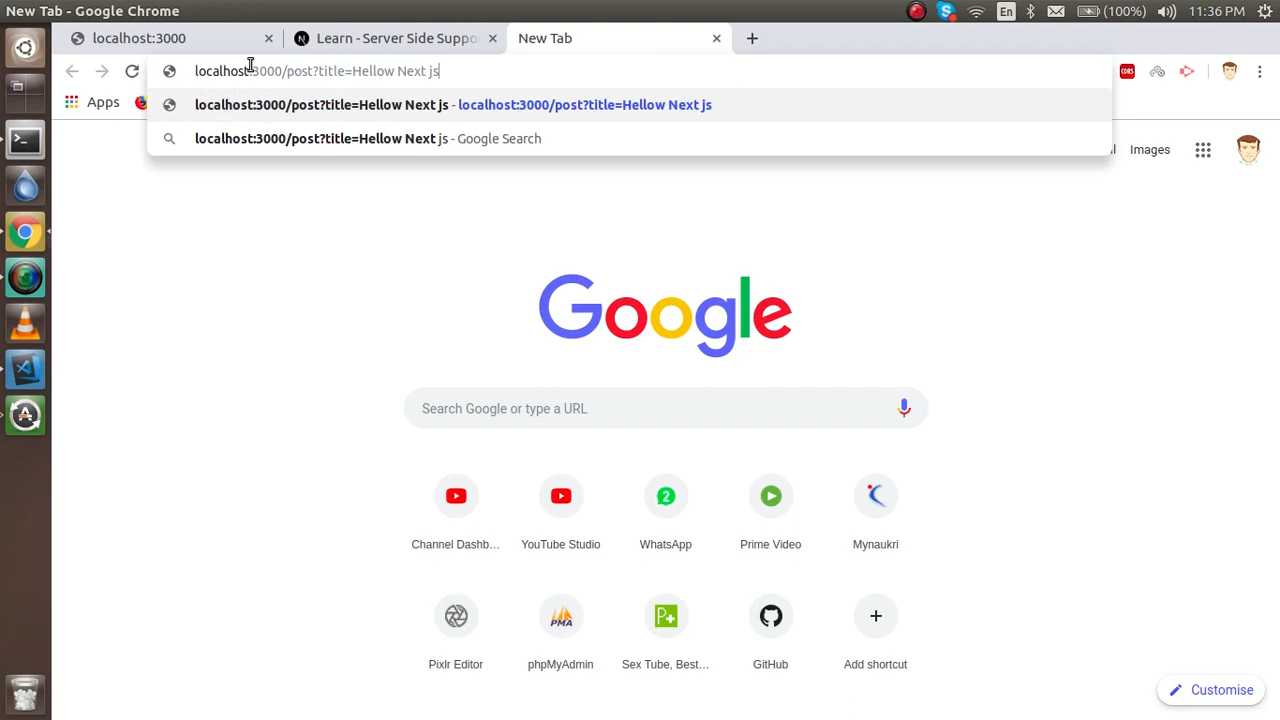 New Tab - Google Chrome
En
(100%)
11:36 PM
localhost:3000
Learn - Server Side Suppo
New Tab
localhost:3000/post?title=Hellow Next js
CORS
Apps
localhost:3000/post?title=Hellow Next js - localhost:3000/post?title=Hellow Next js
localhost:3000/post?title=Hellow Next js - Google Search
Images
Google
Search Google or type a URL
2
Channel Dashb...
YouTube Studio
WhatsApp
Prime Video
Mynaukri
P+
PMA
Pixlr Editor
phpMyAdmin
Sex Tube, Best...
GitHub
Add shortcut
Customise